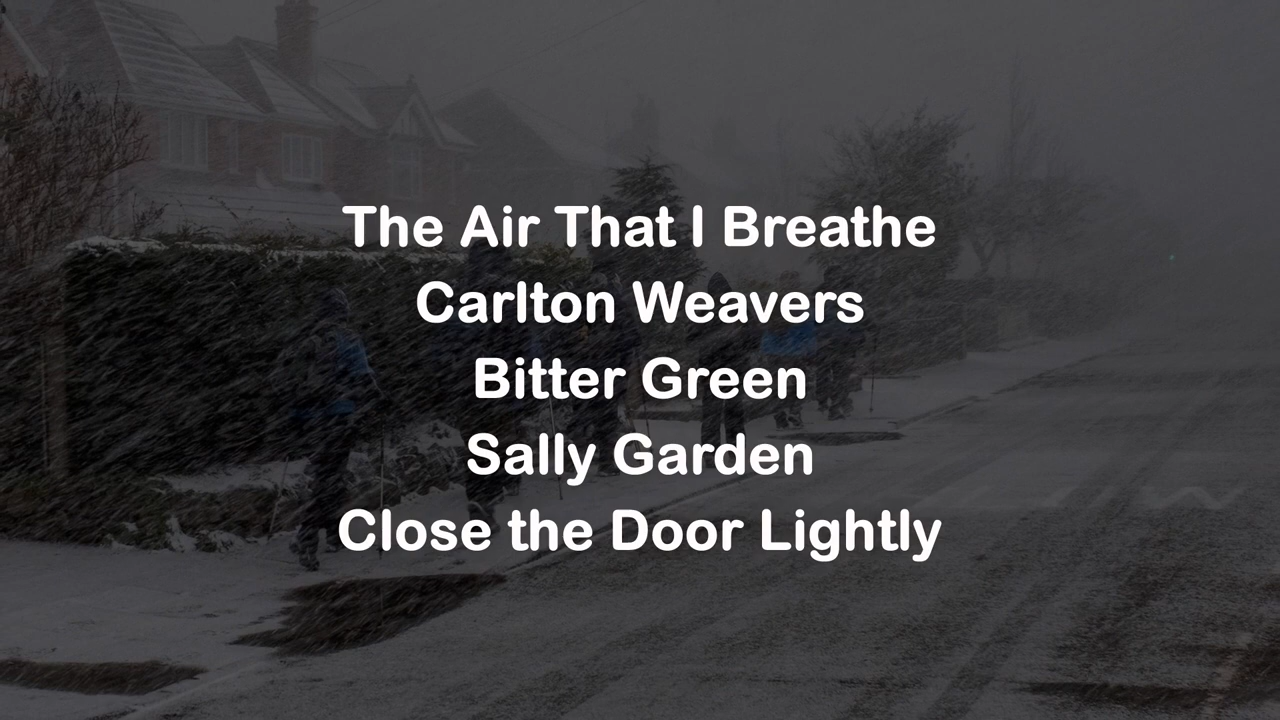 The Air That I Breathe
Carlton Weavers
Bitter Green
Sally Garden
Close the Door Lightly